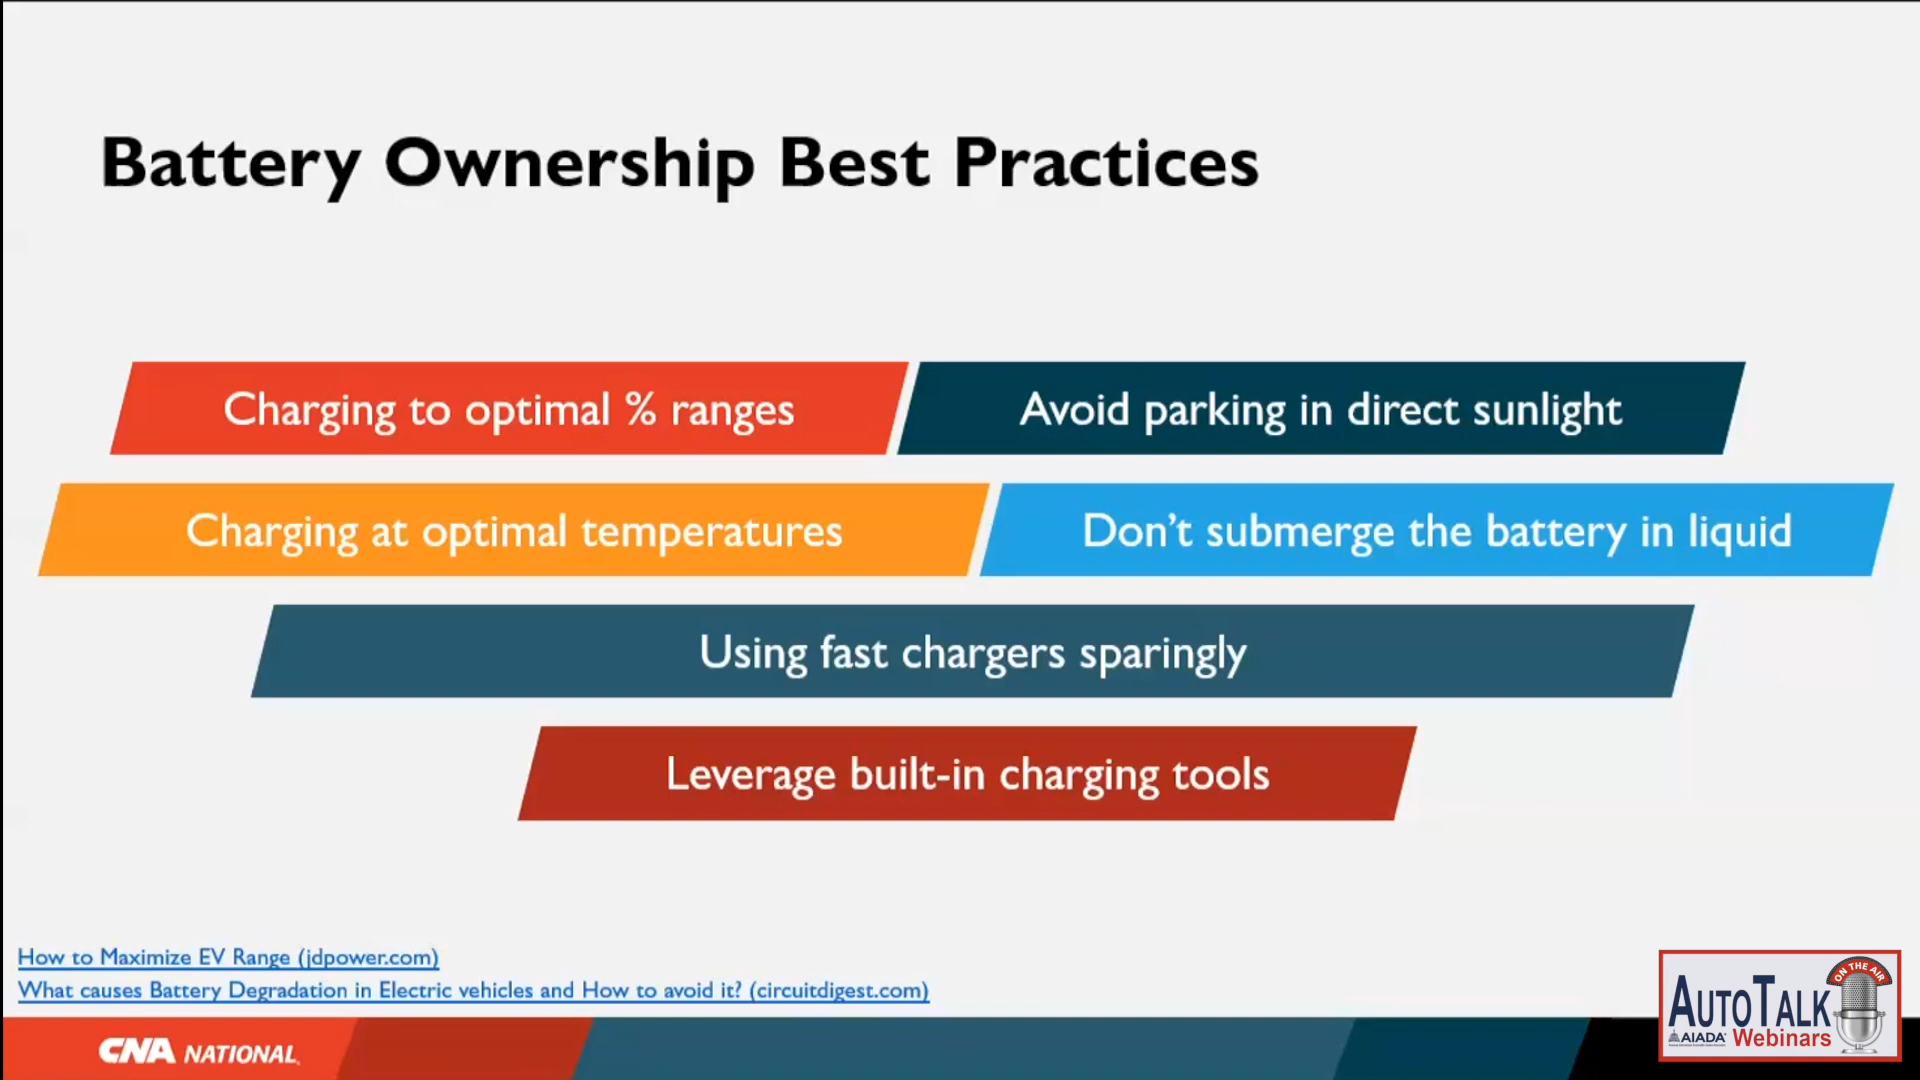 Battery Ownership Best Practices
Charging to optimal % ranges
Avoid parking in direct sunlight
Charging at optimal temperatures
Don't submerge the battery in liquid
Using fast chargers sparingly
Leverage built-in charging tools
How to Maximize EV Range (jdpower.com)
What causes Battery Degradation in Electric vehicles and How to avoid it? (circuitdigest.com)
CNA NATIONAL
ON THE AIR
AUTOTALK
AIADA Webinars